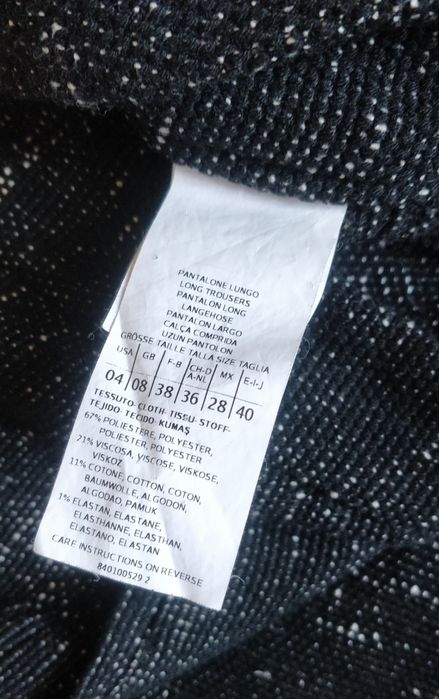 PANTALONE LUNGO
LONG TROUSERS
PANTALON LONG
LANGEHOSE
PANTALON LARGO
CALÇA COMPRIDA
UZUN PANTOLON
GRÖSSE TAILLE TALLA SIZE TAGLIA
USA GB F-B CH-D A-NL MX E-I-J
04 08 38 36 28 40
TESSUTO-CLOTH-TISSU-STOFF-
TEJIDO-TECIDO-KUMAŞ
67% POLIESTERE, POLYESTER,
POLIESTER, POLYESTER
21% VISCOSA, VISCOSE, VISKOSE,
VISKOZ
11% COTONE, COTTON, COTON,
BAUMWOLLE, ALGODÓN,
ALGODAO, PAMUK
1% ELASTAN, ELASTANE,
ELASTHANNE, ELASTHAN,
ELASTANO, ELASTAN
CARE INSTRUCTIONS ON REVERSE
840100529 2